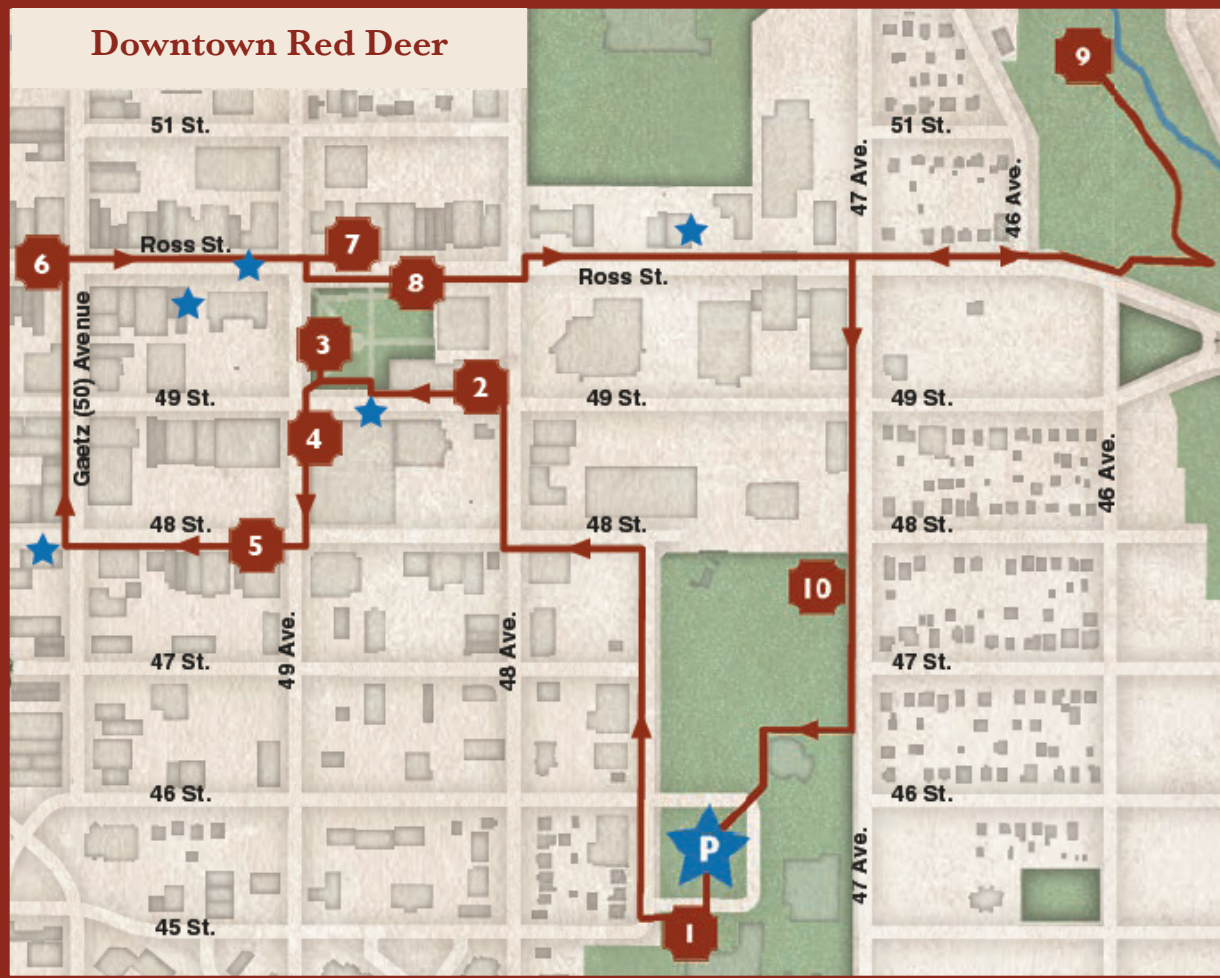 Downtown Red Deer
9
51 St.
51 St.
47 Ave.
46 Ave.
7
Ross St.
6
8
Ross St.
3
2
Gaetz (50) Avenue
49 St.
49 St.
49 St.
4
46 Ave.
48 St.
48 St.
48 St.
5
10
49 Ave.
48 Ave.
47 St.
47 St.
46 St.
46 St.
P
47 Ave.
45 St.
1